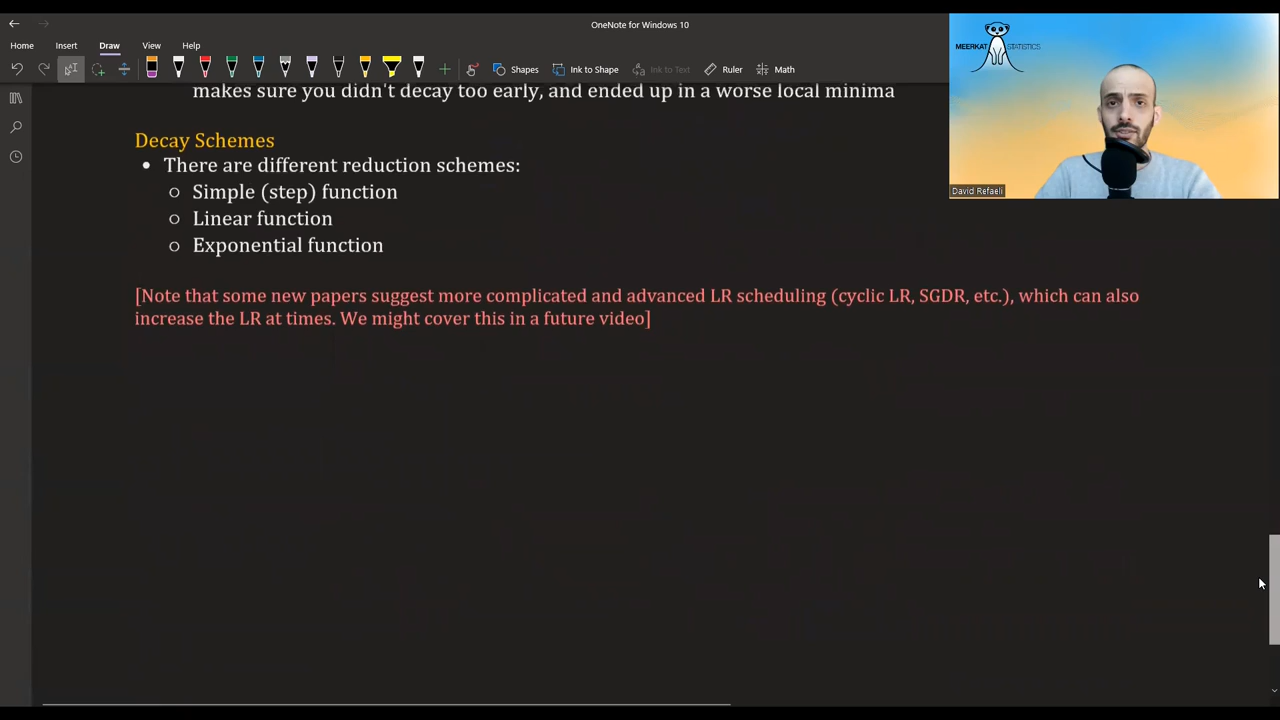 OneNote for Windows 10
Home Insert Draw View Help
Shapes Ink to Shape Ink to Text Ruler Math
MEERKAT STATISTICS
David Refaeli
makes sure you didn't decay too early, and ended up in a worse local minima
Decay Schemes
• There are different reduction schemes:
○ Simple (step) function
○ Linear function
○ Exponential function
[Note that some new papers suggest more complicated and advanced LR scheduling (cyclic LR, SGDR, etc.), which can also
increase the LR at times. We might cover this in a future video]